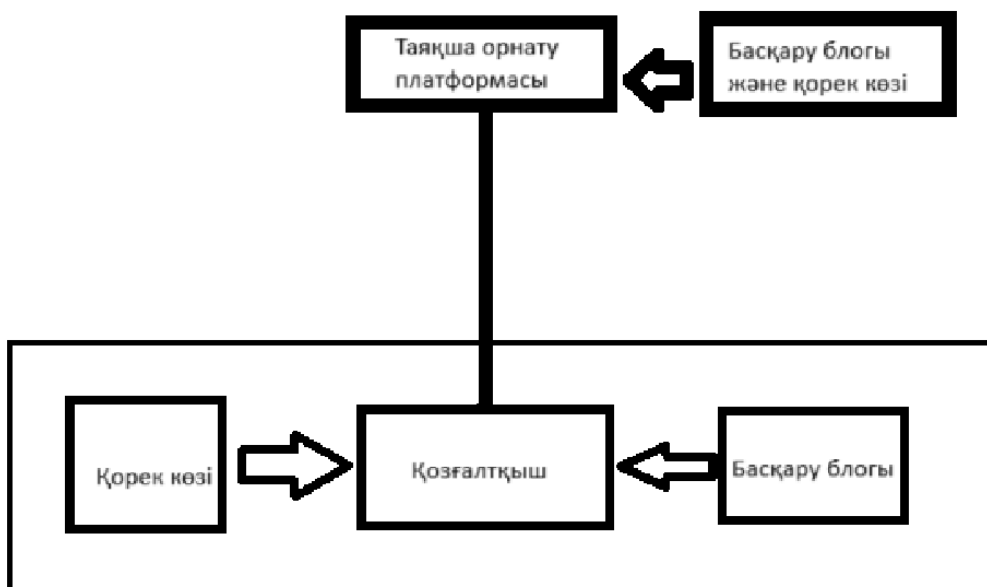 Таяқша орнату
платформасы
Басқару блогы
және қорек көзі
Қорек көзі
Қозғалтқыш
Басқару блогы